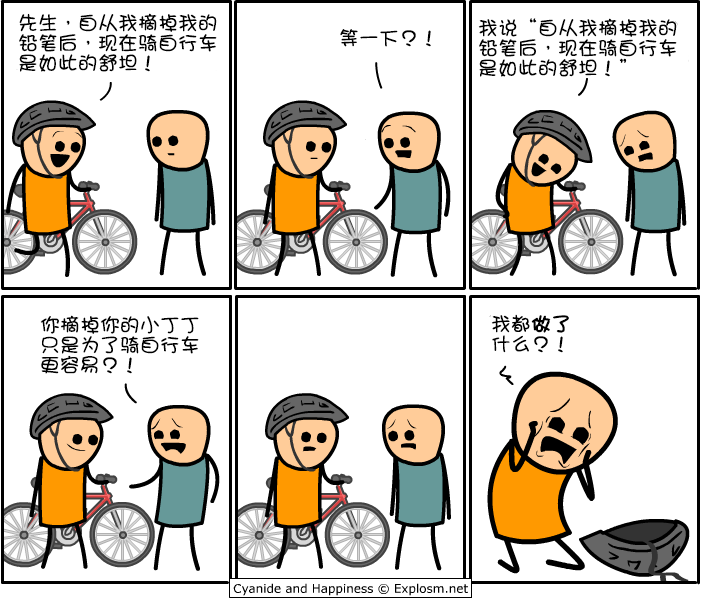 先生，自从我摘掉我的
铅笔后，现在骑自行车
是如此的舒坦！
等一下？！
我说“自从我摘掉我的
铅笔后，现在骑自行车
是如此的舒坦！”
你摘掉你的小丁丁
只是为了骑自行车
更容易？！
我都做了
什么？！
Cyanide and Happiness © Explosm.net